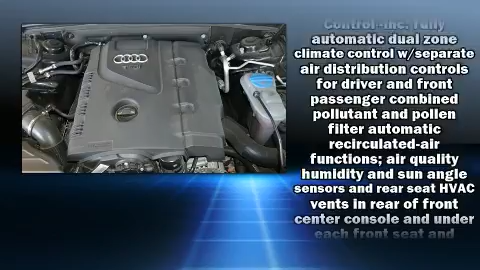 Control -inc. fully
automatic dual zone
climate control w/separate
air distribution controls
for driver and front
passenger combined
pollutant and pollen
filter automatic
recirculated-air
functions; air quality
humidity and sun angle
sensors and rear seat HVAC
vents in rear of front
center console and under
each front seat and